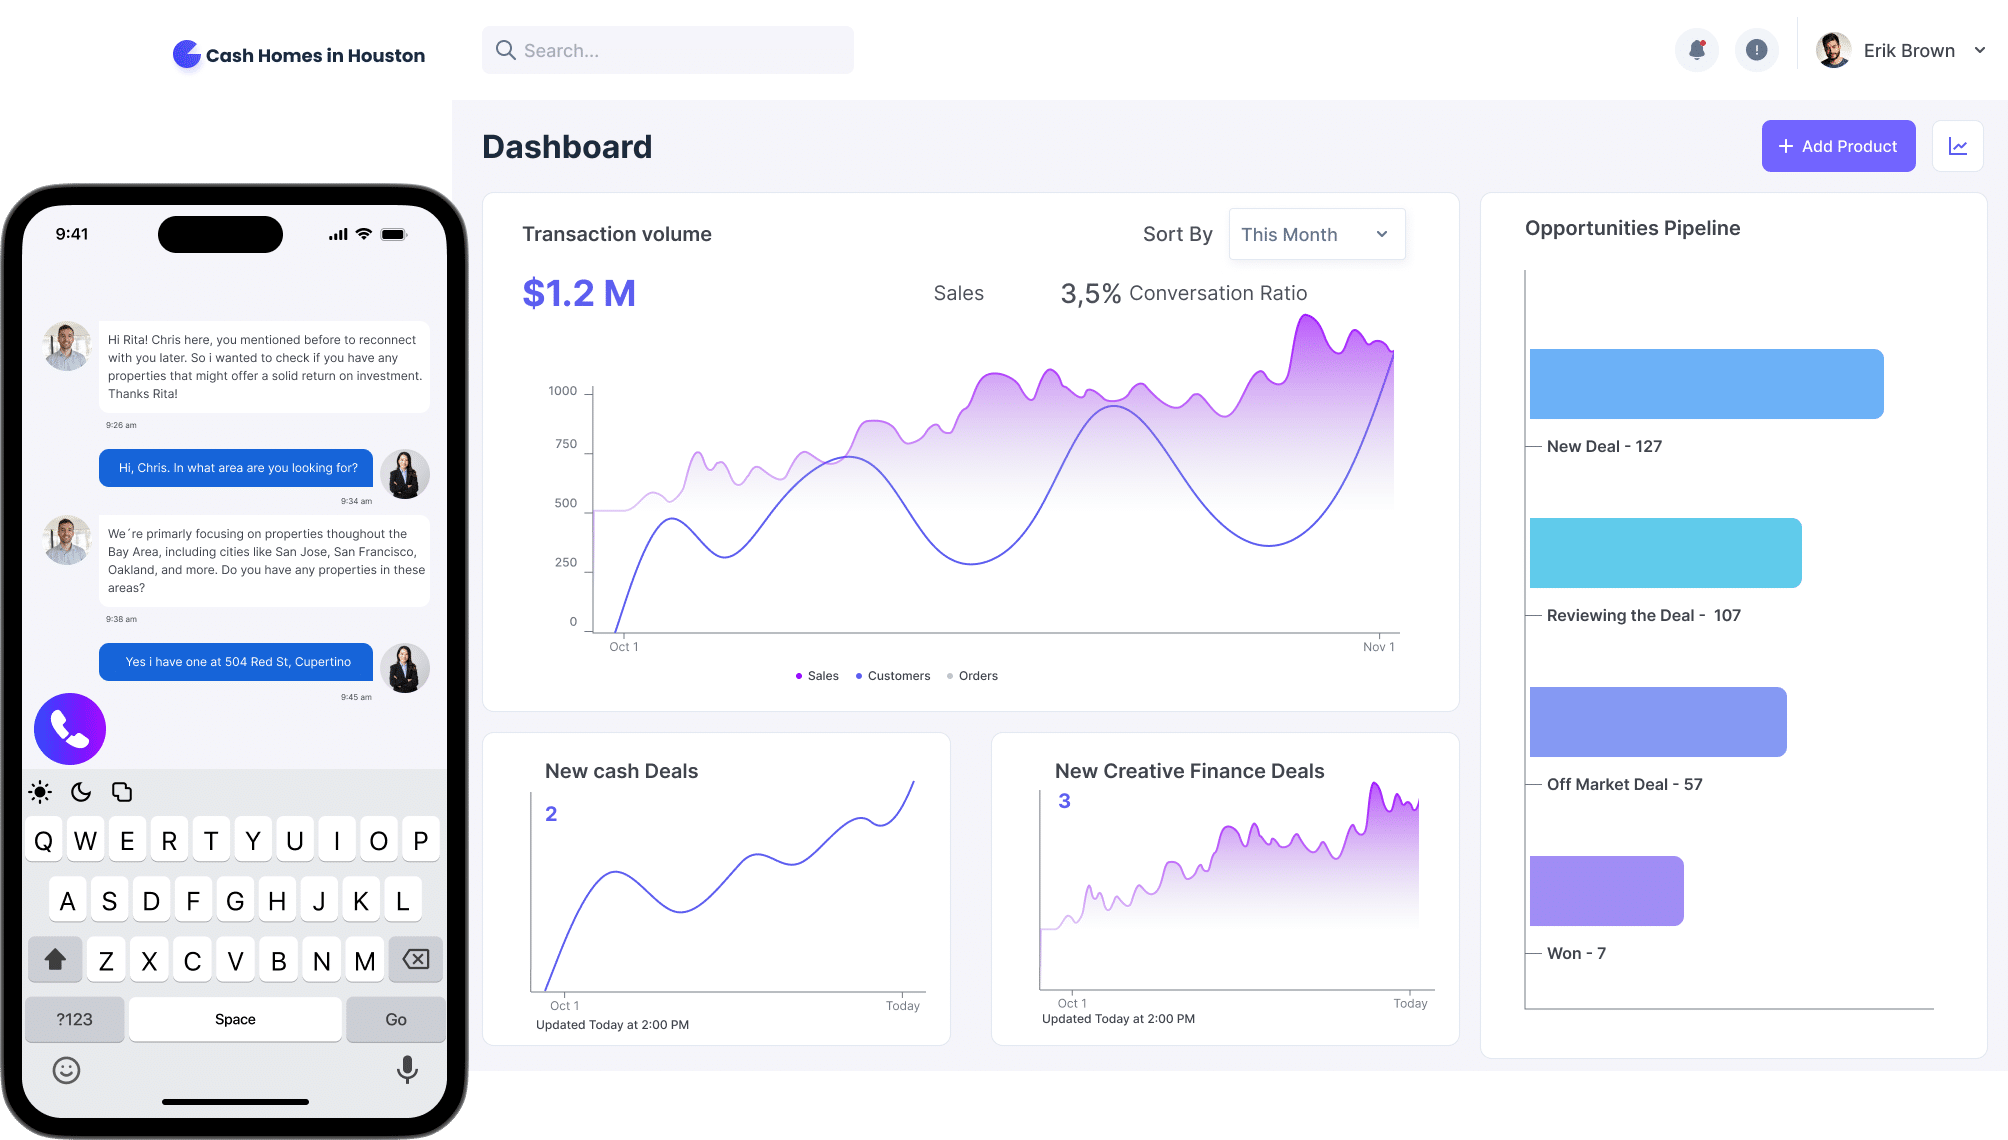 Cash Homes in Houston
Search...
!
Erik Brown
Dashboard
+ Add Product
9:41
Hi Rita! Chris here, you mentioned before to reconnect
with you later. So i wanted to check if you have any
properties that might offer a solid return on investment.
Thanks Rita!
9:26 am
Hi, Chris. In what area are you looking for?
9:34 am
We´re primarly focusing on properties thoughout the
Bay Area, including cities like San Jose, San Francisco,
Oakland, and more. Do you have any properties in these
areas?
9:38 am
Yes i have one at 504 Red St, Cupertino
9:45 am
Q W E R T Y U I O P
A S D F G H J K L
Z X C V B N M
?123 Space Go
Transaction volume
Sort By This Month
$1.2 M
Sales
3,5% Conversation Ratio
1000
750
500
250
0
Oct 1
Nov 1
Sales Customers Orders
New cash Deals
2
Oct 1
Today
Updated Today at 2:00 PM
New Creative Finance Deals
3
Oct 1
Today
Updated Today at 2:00 PM
Opportunities Pipeline
New Deal - 127
Reviewing the Deal - 107
Off Market Deal - 57
Won - 7